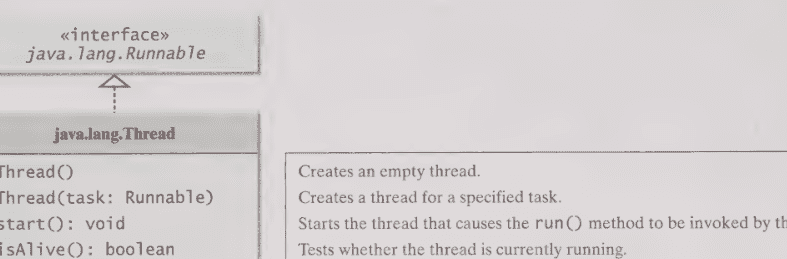 «interface»
java.lang.Runnable
java.lang.Thread
Thread() Creates an empty thread.
Thread(task: Runnable) Creates a thread for a specified task.
start(): void Starts the thread that causes the run() method to be invoked by
isAlive(): boolean Tests whether the thread is currently running.